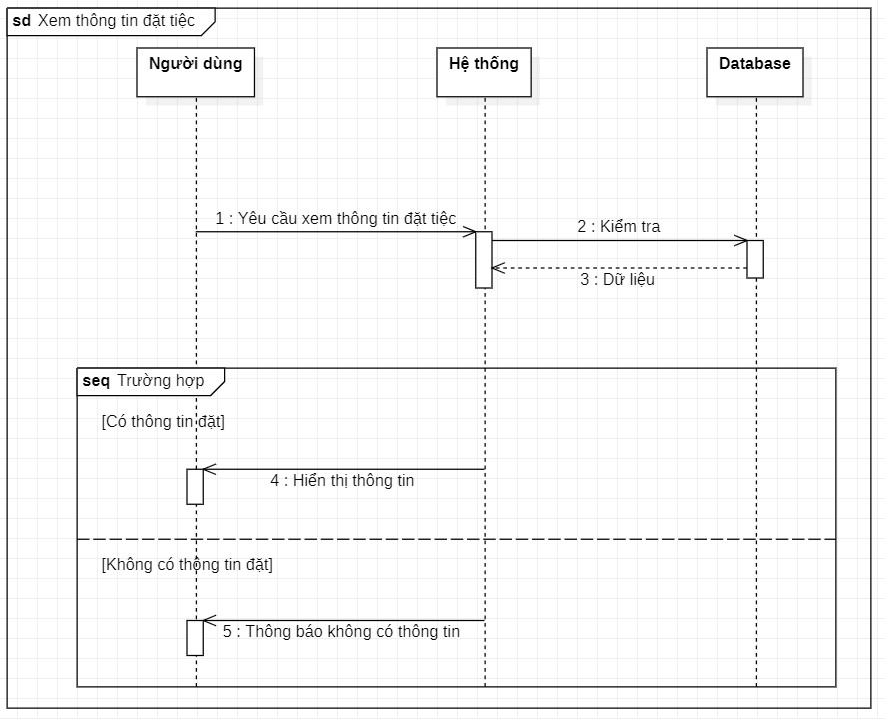 sd Xem thông tin đặt tiệc
Người dùng
Hệ thống
Database
1 : Yêu cầu xem thông tin đặt tiệc
2 : Kiểm tra
3 : Dữ liệu
seq Trường hợp
[Có thông tin đặt]
4 : Hiển thị thông tin
[Không có thông tin đặt]
5 : Thông báo không có thông tin